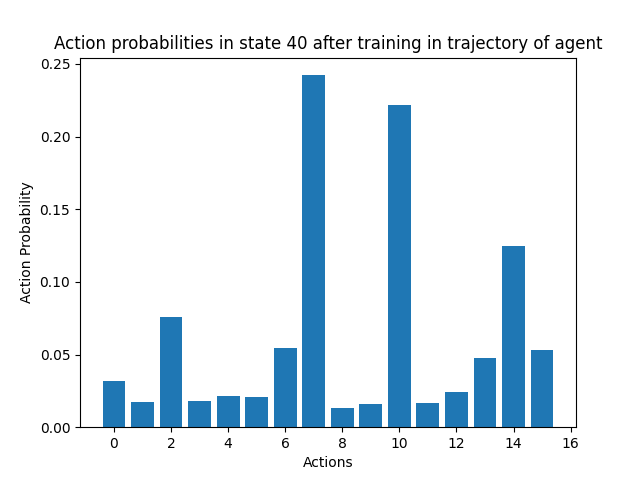 Action probabilities in state 40 after training in trajectory of agent
0.25
0.20
0.15
0.10
0.05
0.00
Action Probability
0 2 4 6 8 10 12 14 16
Actions